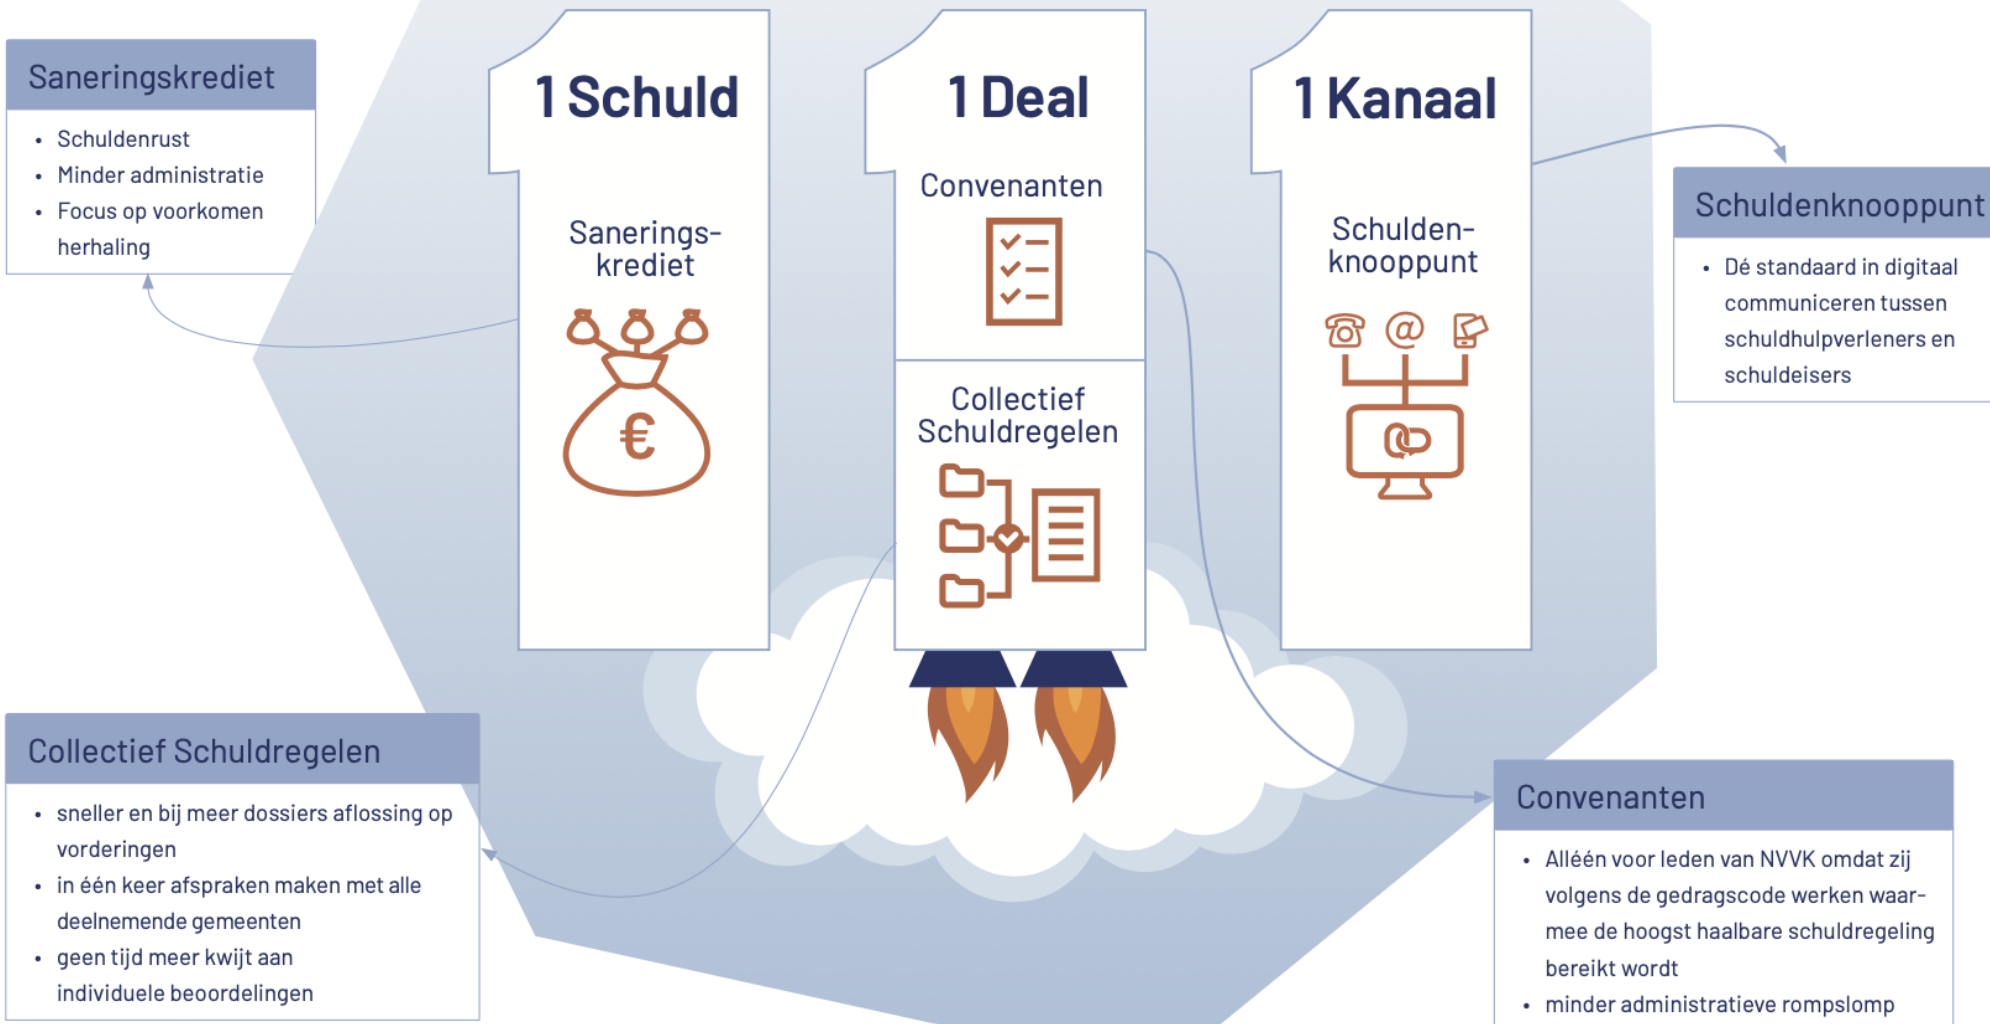 Saneringskrediet
• Schuldenrust
• Minder administratie
• Focus op voorkomen
herhaling
1 Schuld
Sanerings-
krediet
€
1 Deal
Convenanten
Collectief
Schuldregelen
1 Kanaal
Schulden-
knooppunt
@
Schuldenknooppunt
• Dé standaard in digitaal
communiceren tussen
schuldhulpverleners en
schuldeisers
Collectief Schuldregelen
• sneller en bij meer dossiers aflossing op
vorderingen
• in één keer afspraken maken met alle
deelnemende gemeenten
• geen tijd meer kwijt aan
individuele beoordelingen
Convenanten
• Alléén voor leden van NVVK omdat zij
volgens de gedragscode werken waar-
mee de hoogst haalbare schuldregeling
bereikt wordt
• minder administratieve rompslomp